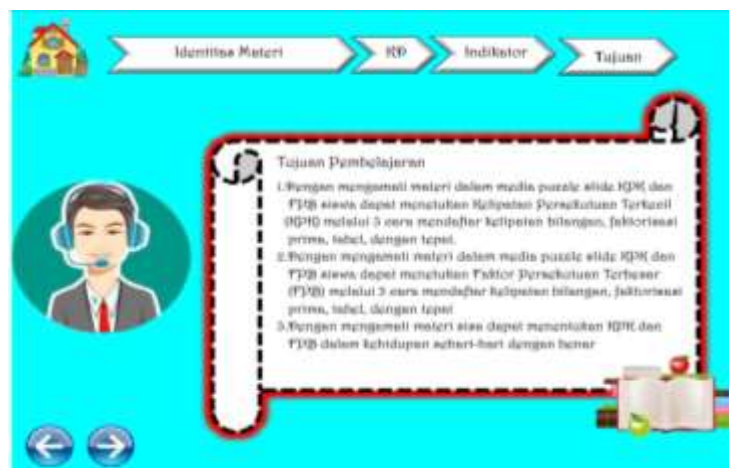 Identitas Materi
KD
Indikator
Tujuan
Tujuan Pembelajaran
1.Dengan mengamati materi dalam media puzzle slide KPK dan
FPB siswa dapat menetukan Kelipatan Persekutuan Terkecil
(KPK) melalui 3 cara mendaftar kelipatan bilangan, faktorisasi
prima, tabel, dengan tepat.
2.Dengan mengamati materi dalam media puzzle slide KPK dan
FPB siswa dapat menetukan Faktor Persekutuan Terbesar
(FPB) melalui 3 cara mendaftar kelipatan bilangan, faktorisasi
prima, tabel, dengan tepat
3.Dengan mengamati materi sisa dapat menentukan KPK dan
FPB dalam kehidupan sehari-hari dengan benar